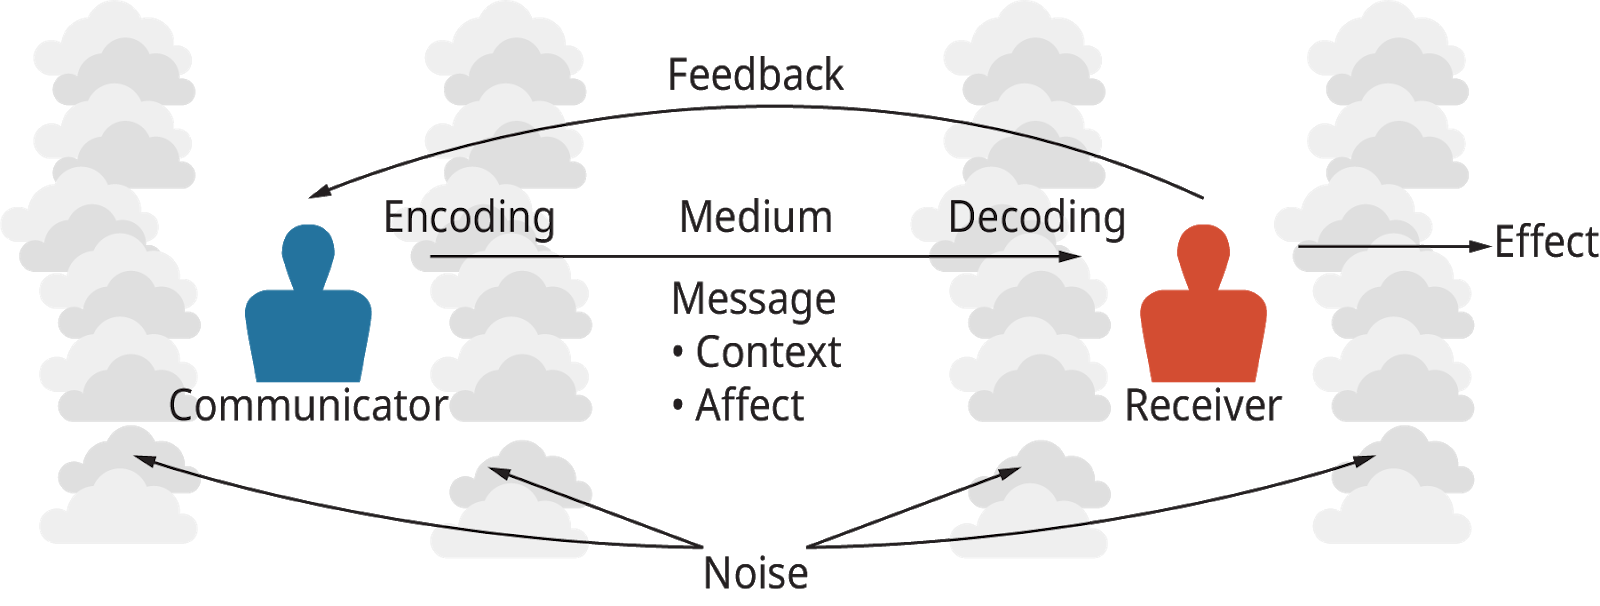 Feedback
Encoding
Medium
Decoding
Effect
Message
• Context
• Affect
Communicator
Receiver
Noise